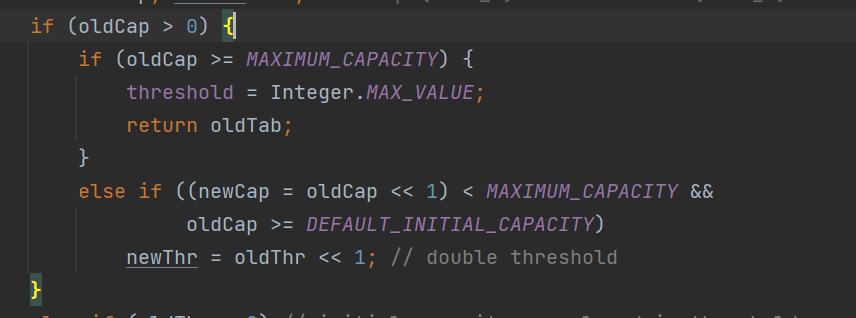 if (oldCap > 0) {
if (oldCap >= MAXIMUM_CAPACITY) {
threshold = Integer.MAX_VALUE;
return oldTab;
}
else if ((newCap = oldCap << 1) < MAXIMUM_CAPACITY &&
oldCap >= DEFAULT_INITIAL_CAPACITY)
newThr = oldThr << 1; // double threshold
}